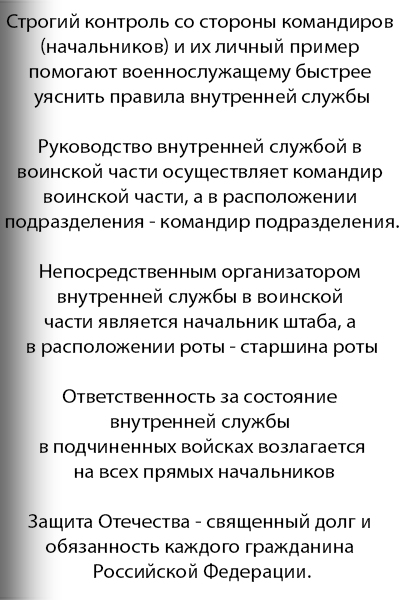 Строгий контроль со стороны командиров
(начальников) и их личный пример
помогают военнослужащему быстрее
уяснить правила внутренней службы
Руководство внутренней службой в
воинской части осуществляет командир
воинской части, а в расположении
подразделения - командир подразделения.
Непосредственным организатором
внутренней службы в воинской
части является начальник штаба, а
в расположении роты - старшина роты
Ответственность за состояние
внутренней службы
в подчиненных войсках возлагается
на всех прямых начальников
Защита Отечества - священный долг и
обязанность каждого гражданина
Российской Федерации.